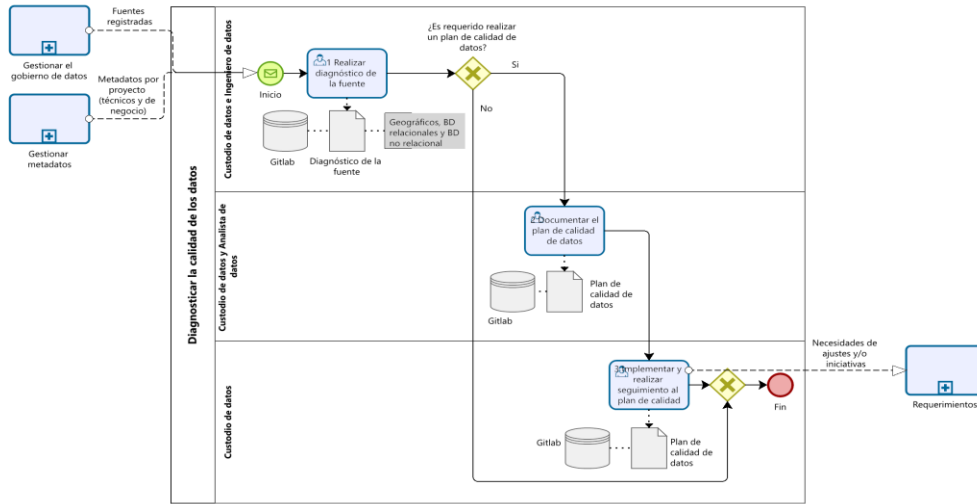 Gestionar el
gobierno de datos
Fuentes
registradas
Metadatos por
proyecto
(técnicos y de
negocio)
Gestionar
metadatos
Diagnosticar la calidad de los datos
Custodio de datos e Ingeniero de datos
Inicio
1 Realizar
diagnóstico de
la fuente
¿Es requerido realizar
un plan de calidad de
datos?
Si
No
Gitlab
Diagnóstico de la
fuente
Geográficos, BD
relacionales y BD
no relacional
Custodio de datos y Analista de
datos
2 Documentar el
plan de calidad
de datos
Gitlab
Plan de
calidad de
datos
Custodio de datos
3 Implementar y
realizar
seguimiento al
plan de calidad
Fin
Gitlab
Plan de
calidad de
datos
Necesidades de
ajustes y/o
iniciativas
Requerimientos